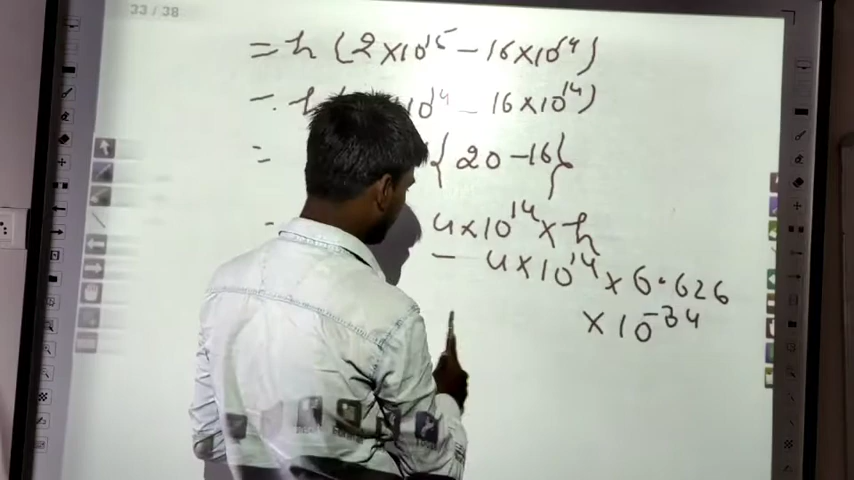 33 / 38
= h (2×10¹⁵ – 16×10¹⁴)
= h 10¹⁴ – 16×10¹⁴)
= {20 – 16}
= 4×10¹⁴ × h
– 4×10¹⁴ × 6.626
× 10⁻³⁴